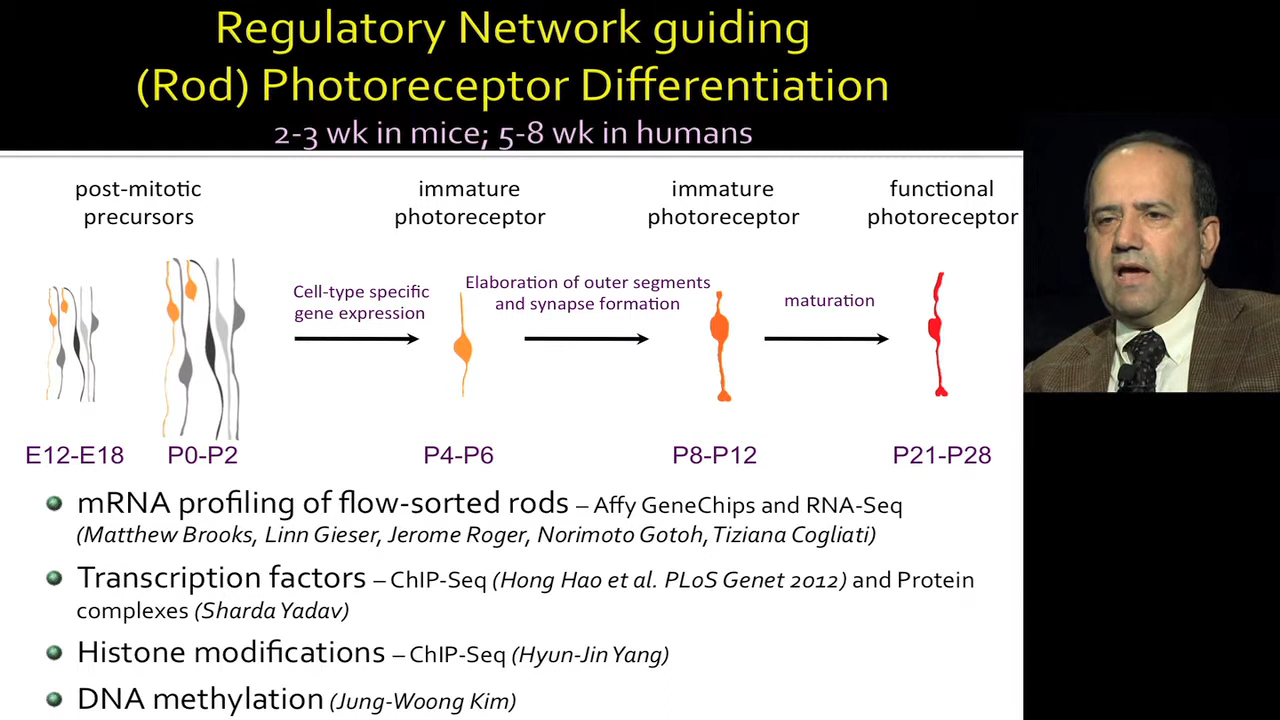 Regulatory Network guiding
(Rod) Photoreceptor Differentiation
2-3 wk in mice; 5-8 wk in humans
post-mitotic
precursors
immature
photoreceptor
immature
photoreceptor
functional
photoreceptor
Cell-type specific
gene expression
Elaboration of outer segments
and synapse formation
maturation
E12-E18
P0-P2
P4-P6
P8-P12
P21-P28
mRNA profiling of flow-sorted rods – Affy GeneChips and RNA-Seq
(Matthew Brooks, Linn Gieser, Jerome Roger, Norimoto Gotoh, Tiziana Cogliati)
Transcription factors – ChIP-Seq (Hong Hao et al. PLoS Genet 2012) and Protein
complexes (Sharda Yadav)
Histone modifications – ChIP-Seq (Hyun-Jin Yang)
DNA methylation (Jung-Woong Kim)